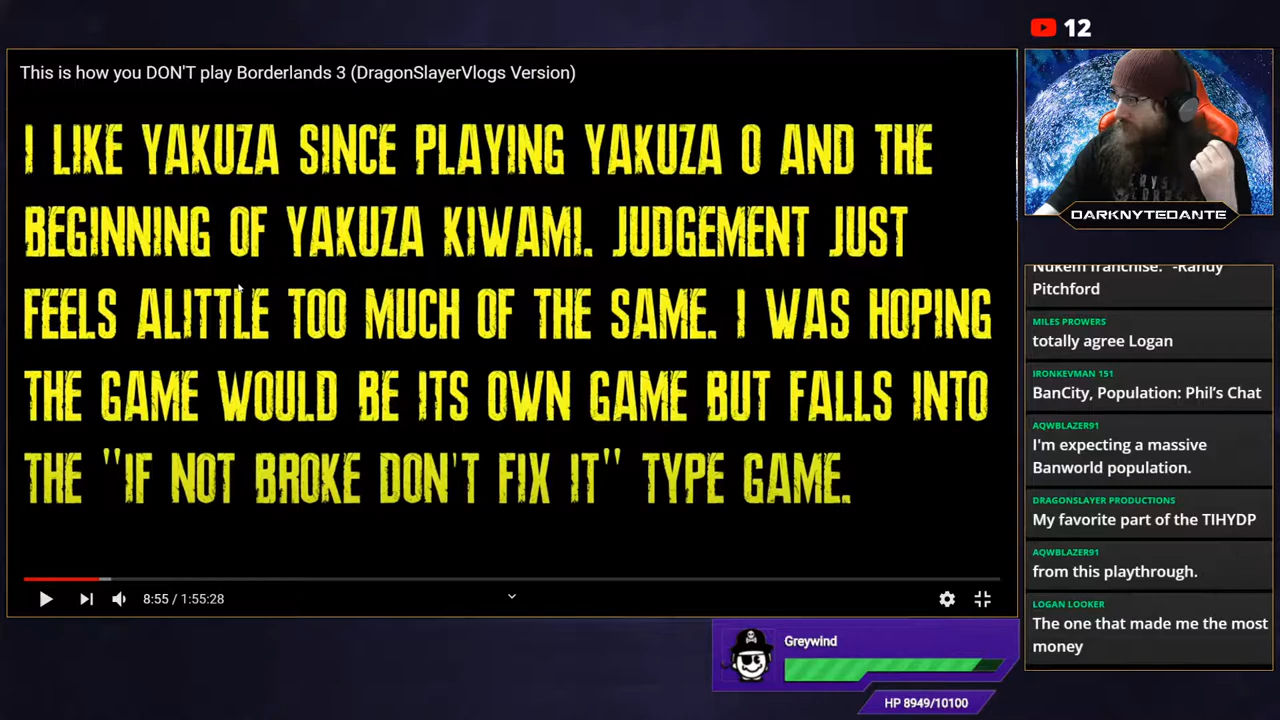 12
This is how you DON'T play Borderlands 3 (DragonSlayerVlogs Version)
I LIKE YAKUZA SINCE PLAYING YAKUZA 0 AND THE
BEGINNING OF YAKUZA KIWAMI. JUDGEMENT JUST
FEELS ALITTLE TOO MUCH OF THE SAME. I WAS HOPING
THE GAME WOULD BE ITS OWN GAME BUT FALLS INTO
THE "IF NOT BROKE DON'T FIX IT" TYPE GAME.
8:55 / 1:55:28
DARKNYTEDANTE
Nukem franchise." -Randy
Pitchford
MILES PROWERS
totally agree Logan
IRONKEVMAN 151
BanCity, Population: Phil's Chat
AQWBLAZER91
I'm expecting a massive
Banworld population.
DRAGONSLAYER PRODUCTIONS
My favorite part of the TIHYDP
AQWBLAZER91
from this playthrough.
LOGAN LOOKER
The one that made me the most
money
Greywind
HP 8949/10100